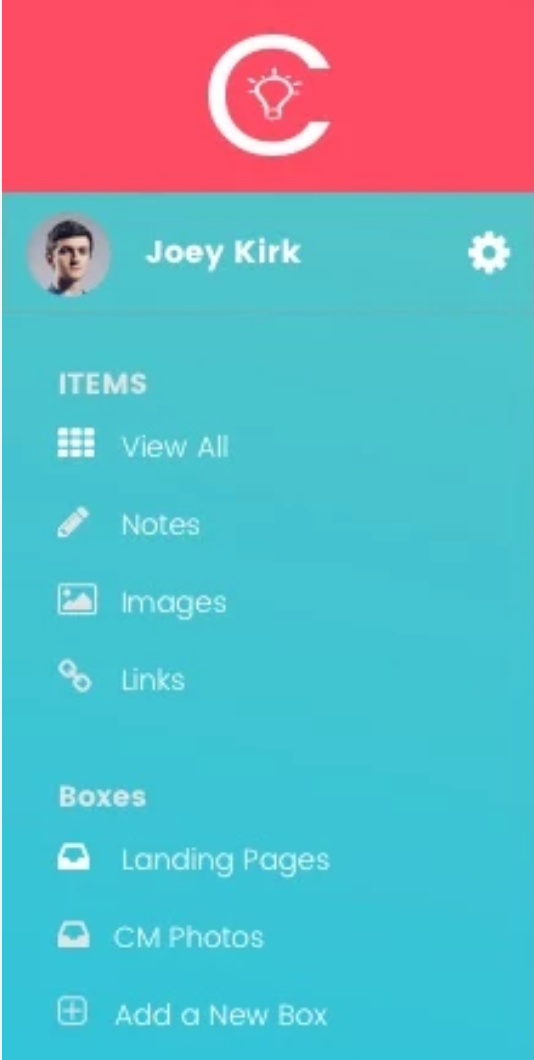 C
Joey Kirk
ITEMS
View All
Notes
Images
Links
Boxes
Landing Pages
CM Photos
Add a New Box